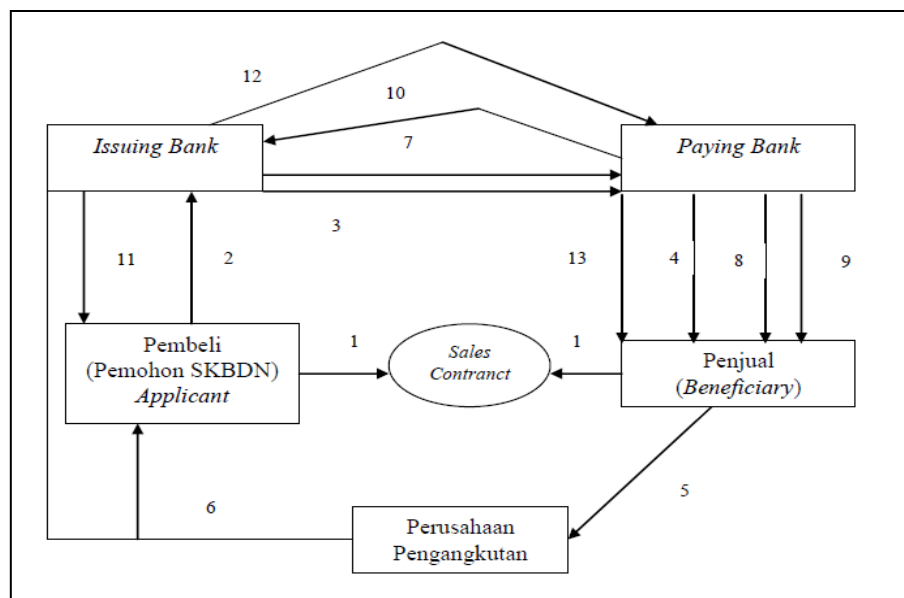 12
10
Issuing Bank
7
Paying Bank
3
11
2
13
4
8
9
Pembeli
(Pemohon SKBDN)
Applicant
1
Sales
Contranct
1
Penjual
(Beneficiary)
6
5
Perusahaan
Pengangkutan